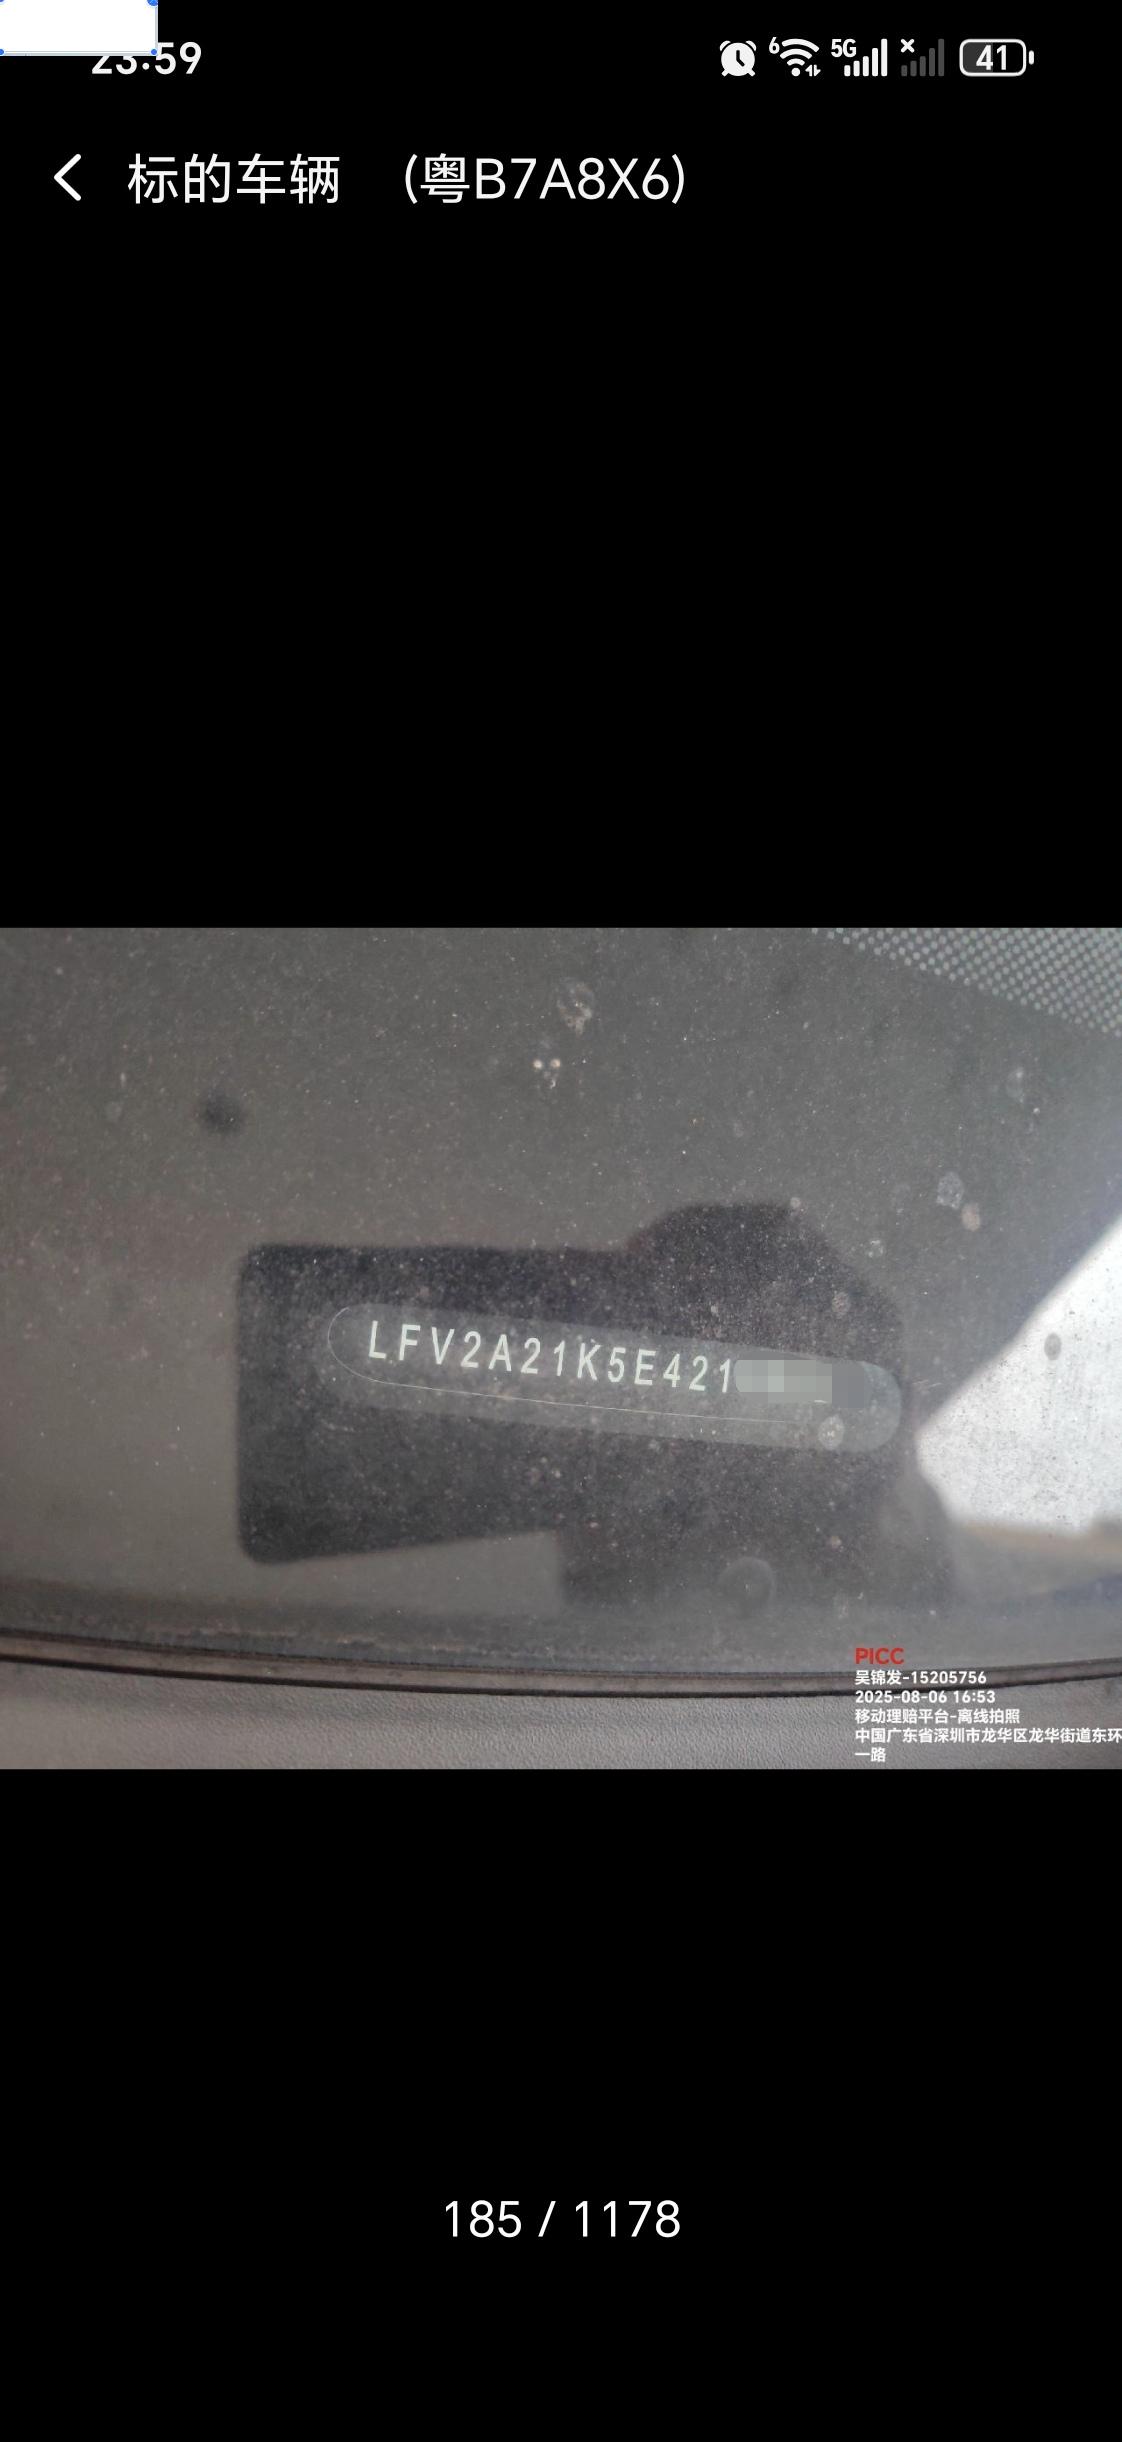 23:59
6 5G 41
标的车辆 (粤B7A8X6)
LFV2A21K5E421
PICC
吴锦发-15205756
2025-08-06 16:53
移动理赔平台-离线拍照
中国广东省深圳市龙华区龙华街道东环
一路
185 / 1178